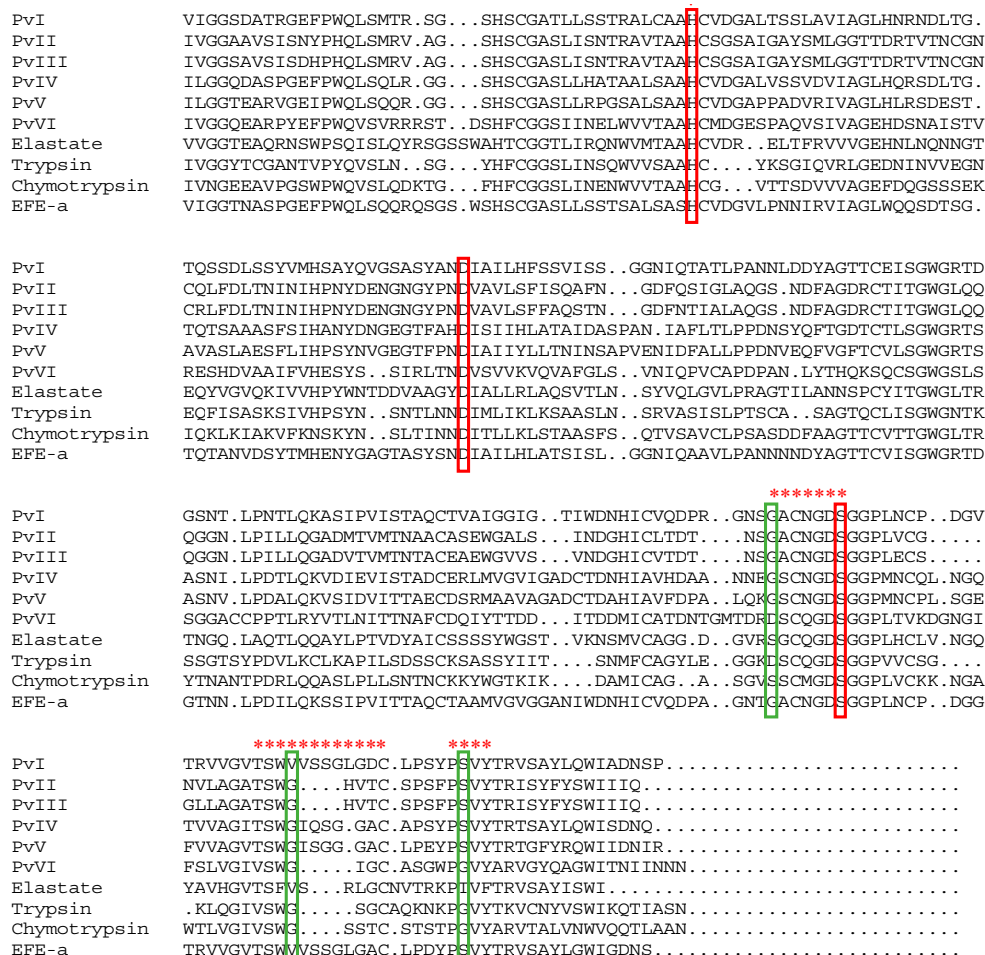 PvI VIGGSDATRGEFPWQLSMTR.SG...SHSCGATLLSSTRALCAAHCVDGALTSSLAVIAGLHNRNDLTG.
PvII IVGGAAVSISNYPHQLSMRV.AG...SHSCGASLISNTRAVTAAHCSGSAIGAYSMLGGTTDRTVTNCGN
PvIII IVGGSAVSISDHPHQLSMRV.AG...SHSCGASLISNTRAVTAAHCSGSAIGAYSMLGGTTDRTVTNCGN
PvIV ILGGQDASPGEFPWQLSQLR.GG...SHSCGASLLHATAALSAAHCVDGALVSSVDVIAGLHQRSDLTG.
PvV ILGGTEARVGEIPWQLSQQR.GG...SHSCGASLLRPGSALSAAHCVDGAPPADVRIVAGLHLRSDEST.
PvVI IVGGQEARPYEFPWQVSVRRRST..DSHFCGGSIINELWVVTAAHCMDGESPAQVSIVAGEHDSNAISTV
Elastate VVGGTEAQRNSWPSQISLQYRSGSSWAHTCGGTLIRQNWVMTAAHCVDR..ELTFRVVVGEHNLNQNNGT
Trypsin IVGGYTCGANTVPYQVSLN..SG...YHFCGGSLINSQWVVSAAHC...YKSGIQVRLGEDNINVVEGN
Chymotrypsin IVNGEEAVPGSWPWQVSLQDKTG...FHFCGGSLINENWVVTAAHCG...VTTSDVVVAGEFDQGSSSEK
EFE-a VIGGTNASPGEFPWQLSQQRQSGS.WSHSCGASLLSSTSALSASHCVDGVLPNNIRVIAGLWQQSDTSG.
PvI TQSSDLSSYVMHSAYQVGSASYANDIAILHFSSVISS..GGNIQTATLPANNLDDYAGTTCEISGWGRTD
PvII CQLFDLTNINIHPNYDENGNGYPNDVAVLSFISQAFN...GDFQSIGLAQGS.NDFAGDRCTITGWGLQQ
PvIII CRLFDLTNINIHPNYDENGNGYPNDVAVLSFFAQSTN...GDFNTIALAQGS.NDFAGDRCTITGWGLQQ
PvIV TQTSAAASFSIHANYDNGEGTFAHDISIIHLATAIDASPAN.IAFLTLPPDNSYQFTGDTCTLSGWGRTS
PvV AVASLAESFLIHPSYNVGEGTFPNDIAIIYLLTNINSAPVENIDFALLPPDNVEQFVGFTCVLSGWGRTS
PvVI RESHDVAAIFVHESYS..SIRLTNDVSVVKVQVAFGLS..VNIQPVCAPDPAN.LYTHQKSQCSGWGSLS
Elastate EQYVGVQKIVVHPYWNTDDVAAGYDIALLRLAQSVTLN..SYVQLGVLPRAGTILANNSPCYITGWGLTR
Trypsin EQFISASKSIVHPSYN..SNTLNNDIMLIKLKSAASLN..SRVASISLPTSCA..SAGTQCLISGWGNTK
Chymotrypsin IQKLKIAKVFKNSKYN..SLTINNDITLLKLSTAASFS..QTVSAVCLPSASDDFAAGTTCVTTGWGLTR
EFE-a TQTANVDSYTMHENYGAGTASYSNDIAILHLATSISL..GGNIQAAVLPANNNNDYAGTTCVISGWGRTD
*******
PvI GSNT.LPNTLQKASIPVISTAQCTVAIGGIG..TIWDNHICVQDPR..GNSGACNGDSGGPLNCP..DGV
PvII QGGN.LPILLQGADMTVMTNAACASEWGALS...INDGHICLTDT....NSGACNGDSGGPLVCG.....
PvIII QGGN.LPILLQGADVTVMTNTACEAEWGVVS...VNDGHICVTDT....NSGACNGDSGGPLECS.....
PvIV ASNI.LPDTLQKVDIEVISTADCERLMVGVIGADCTDNHIAVHDAA..NNEGSCNGDSGGPMNCQL.NGQ
PvV ASNV.LPDALQKVSIDVITTAECDSRMAAVAGADCTDAHIAVFDPA..LQKGSCNGDSGGPMNCPL.SGE
PvVI SGGACCPPTLRYVTLNITTNAFCDQIYTTDD...ITDDMICATDNTGMTDRDSCQGDSGGPLTVKDGNGI
Elastate TNGQ.LAQTLQQAYLPTVDYAICSSSSYWGST..VKNSMVCAGG.D..GVRSGCQGDSGGPLHCLV.NGQ
Trypsin SSGTSYPDVLKCLKAPILSDSSCKSASSYIIT....SNMFCAGYLE..GGKDSCQGDSGGPVVCSG....
Chymotrypsin YTNANTPDRLQQASLPLLSNTNCKKYWGTKIK....DAMICAG..A..SGVSSCMGDSGGPLVCKK.NGA
EFE-a GTNN.LPDILQKSSIPVITTAQCTAAMVGVGGANIWDNHICVQDPA..GNTGACNGDSGGPLNCP..DGG
************ ****
PvI TRVVGVTSWVVSSGLGDC.LPSYPSVYTRVSAYLQWIADNSP........................
PvII NVLAGATSWG....HVTC.SPSFPSVYTRISYFYSWIIIQ..........................
PvIII GLLAGATSWG....HVTC.SPSFPSVYTRISYFYSWIIIQ..........................
PvIV TVVAGITSWGIQSG.GAC.APSYPSVYTRTSAYLQWISDNQ.........................
PvV FVVAGVTSWGISGG.GAC.LPEYPSVYTRTGFYRQWIIDNIR........................
PvVI FSLVGIVSWG.....IGC.ASGWPGVYARVGYQAGWITNIINNN......................
Elastate YAVHGVTSFVS..RLGCNVTRKPIVFTRVSAYISWI.............................
Trypsin .KLQGIVSWG.....SGCAQKNKPGVYTKVCNYVSWIKQTIASN......................
Chymotrypsin WTLVGIVSWG....SSTC.STSTPGVYARVTALVNWVQQTLAAN......................
EFE-a TRVVGVTSWVVSSGLGAC.LPDYPSVYTRVSAYLGWIGDNS.........................